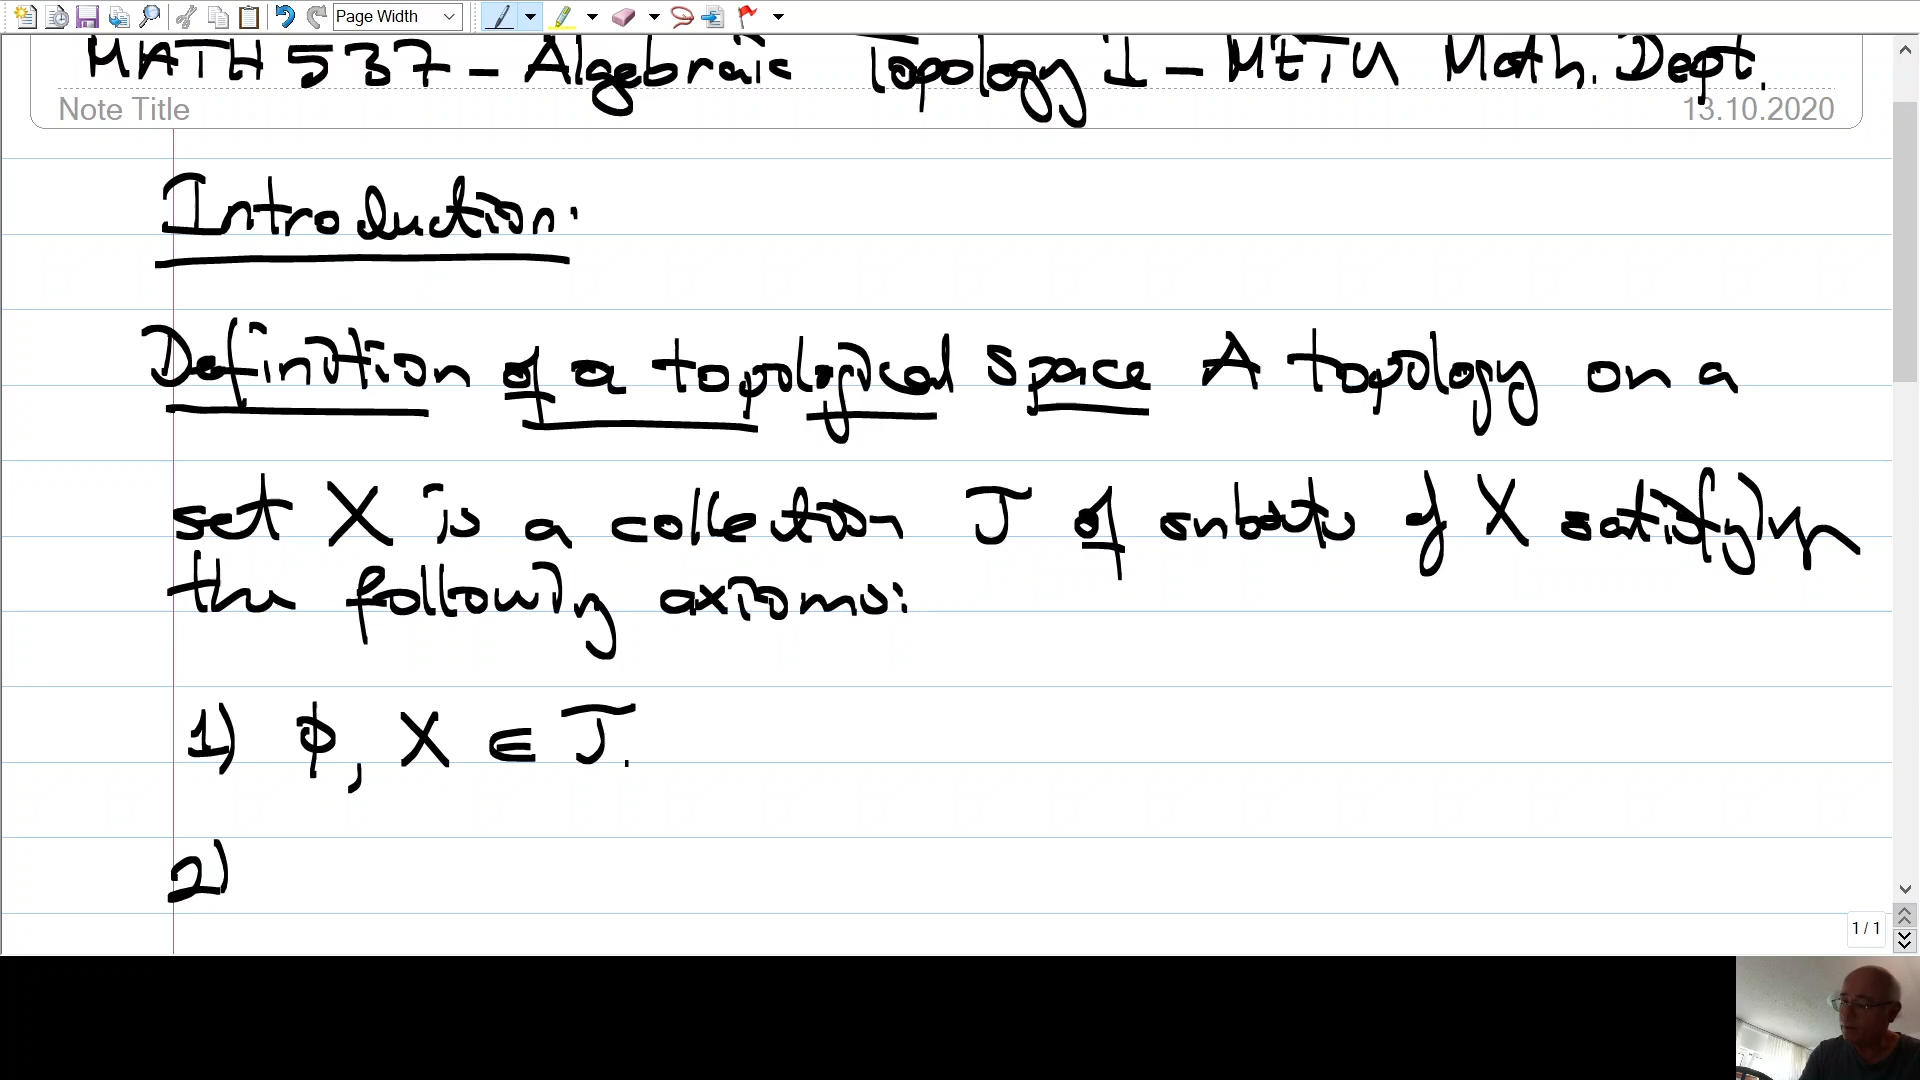 Page Width
MATH 537 - Algebraic Topology I - METU Math. Dept.
Note Title
13.10.2020
Introduction:
Definition of a topological space A topology on a
set X is a collection J of subsets of X satisfying
the following axioms:
1) ϕ, X ∈ J.
2)
1 / 1